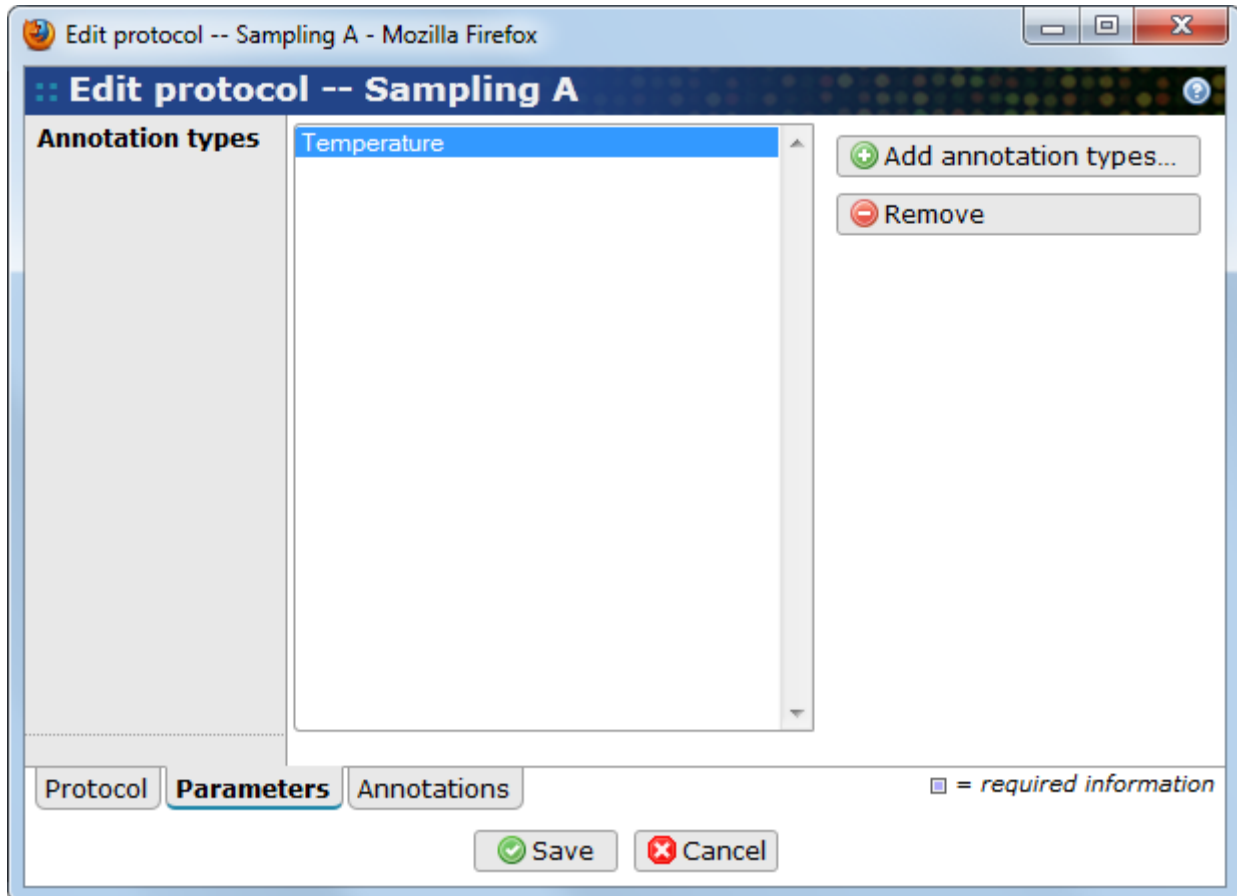 Edit protocol -- Sampling A - Mozilla Firefox
:: Edit protocol -- Sampling A
Annotation types
Temperature
Add annotation types...
Remove
Protocol
Parameters
Annotations
= required information
Save
Cancel